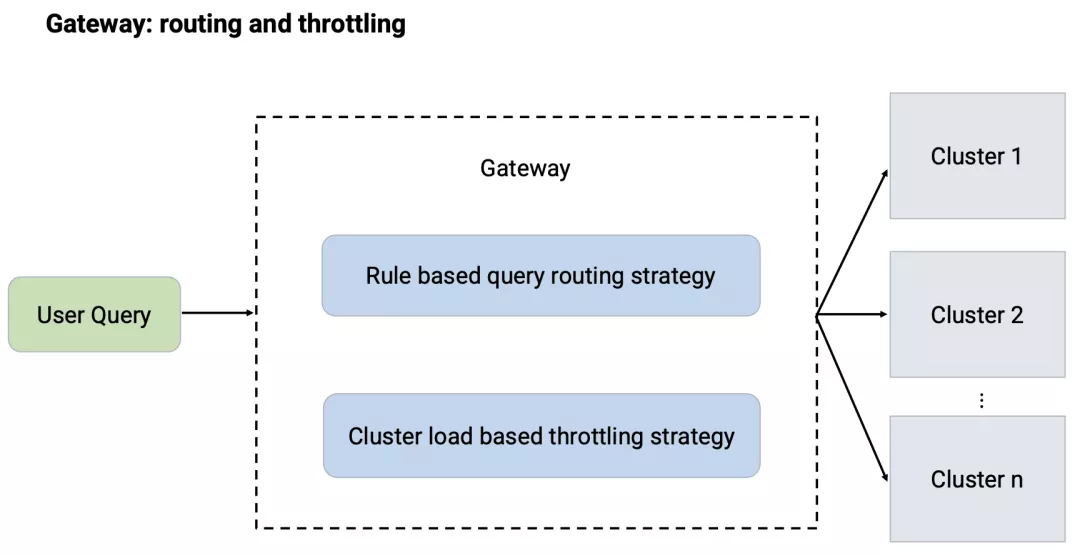 Gateway: routing and throttling
Gateway
Rule based query routing strategy
Cluster load based throttling strategy
User Query
Cluster 1
Cluster 2
⋮
Cluster n